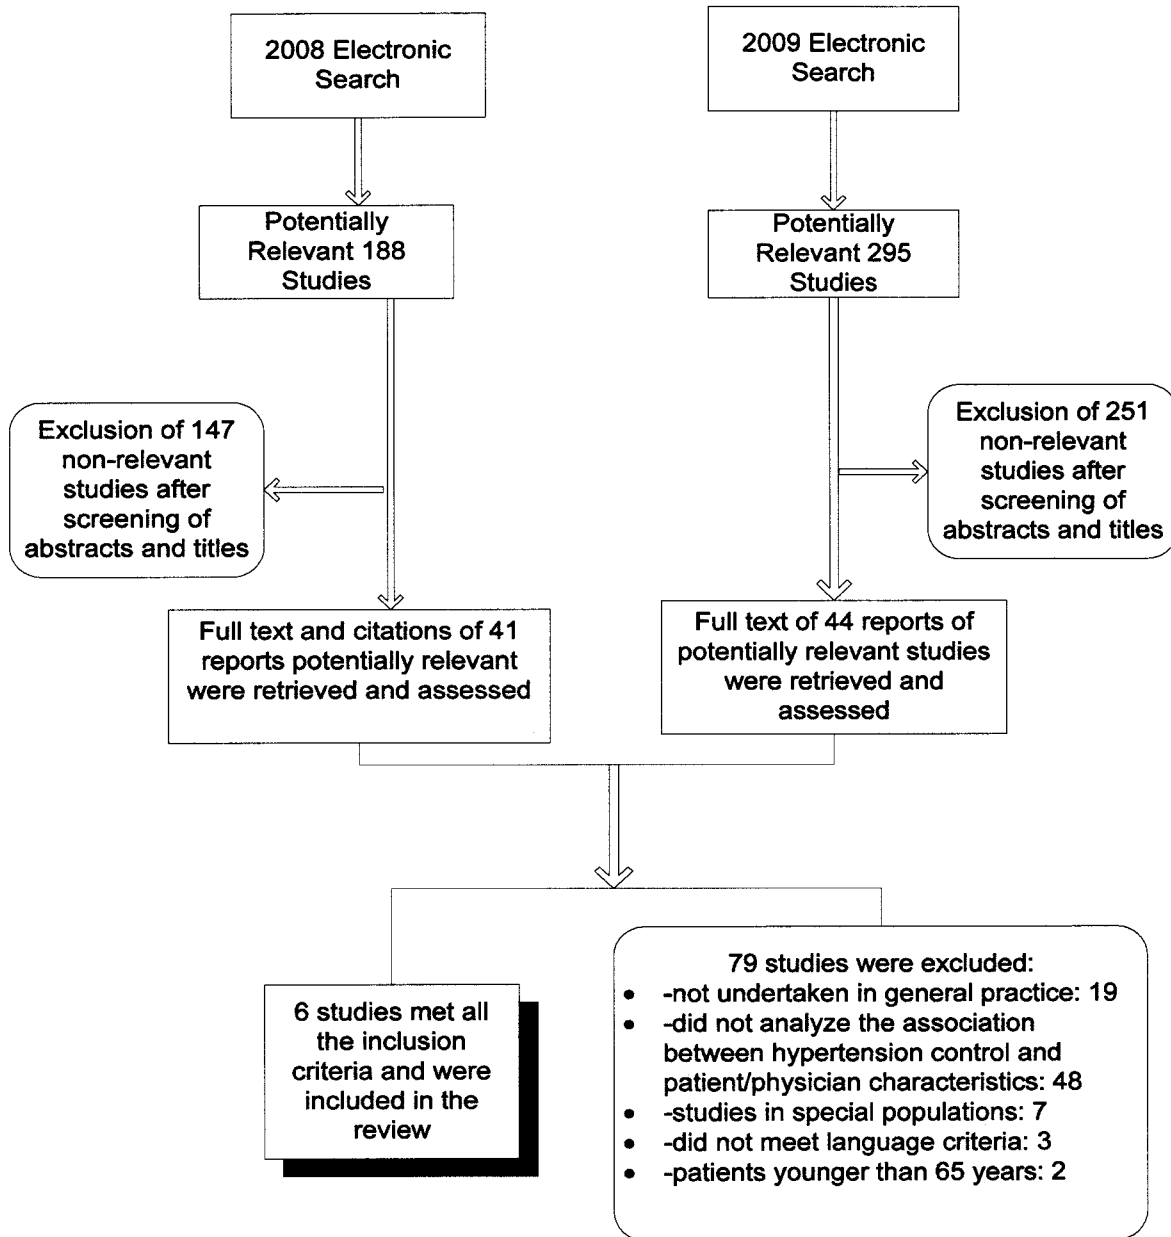 2008 Electronic
Search
2009 Electronic
Search
Potentially
Relevant 188
Studies
Potentially
Relevant 295
Studies
Exclusion of 147
non-relevant
studies after
screening of
abstracts and titles
Exclusion of 251
non-relevant
studies after
screening of
abstracts and titles
Full text and citations of 41
reports potentially relevant
were retrieved and assessed
Full text of 44 reports of
potentially relevant studies
were retrieved and
assessed
6 studies met all
the inclusion
criteria and were
included in the
review
79 studies were excluded:
• -not undertaken in general practice: 19
• -did not analyze the association
between hypertension control and
patient/physician characteristics: 48
• -studies in special populations: 7
• -did not meet language criteria: 3
• -patients younger than 65 years: 2